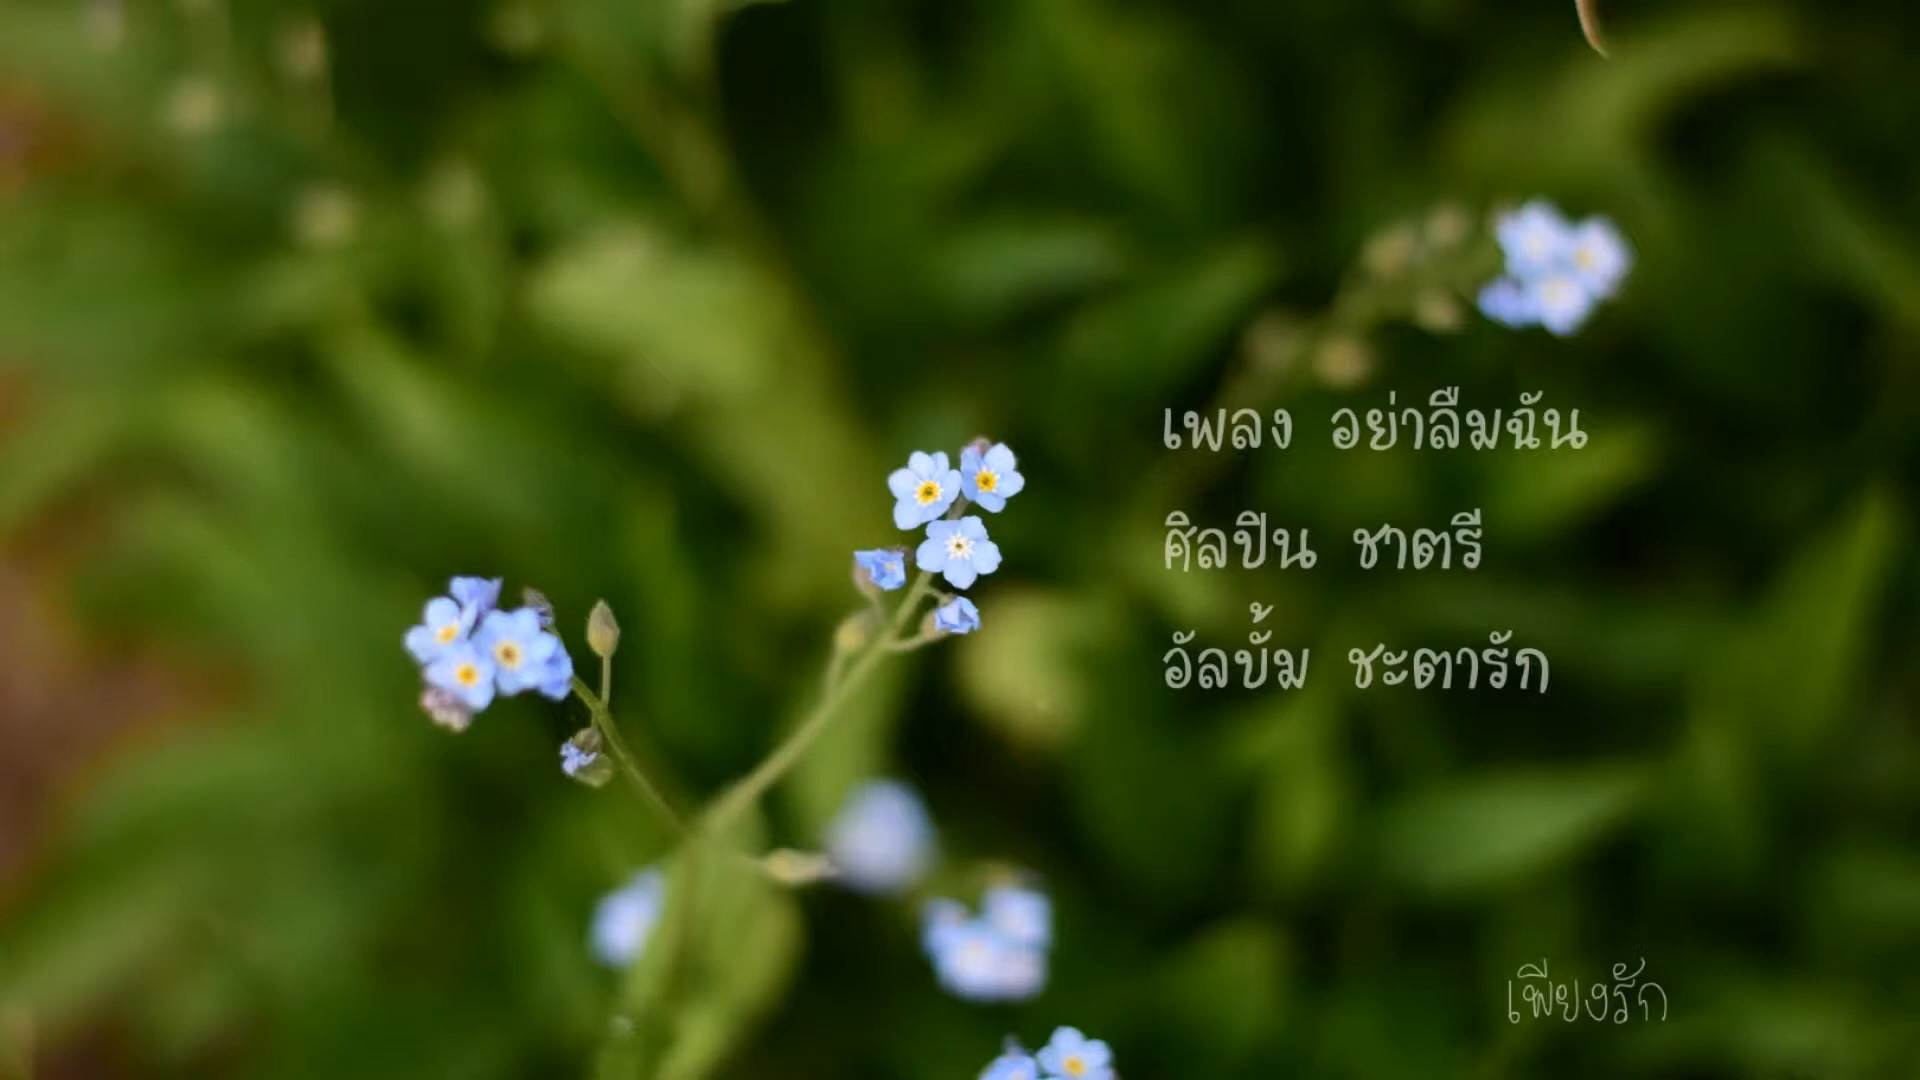 เพลง อย่าลืมฉัน
ศิลปิน ชาตรี
อัลบั้ม ชะตารัก
เพียงรัก